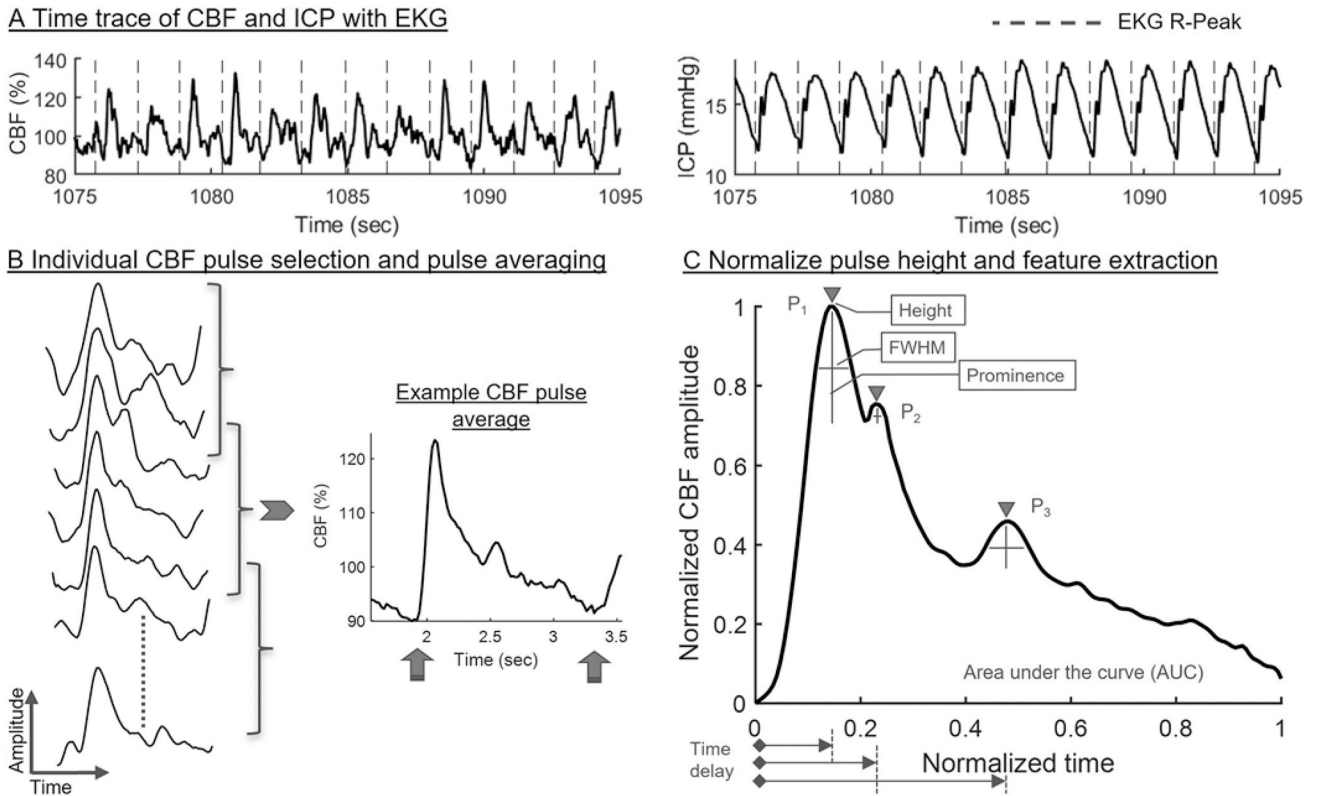 A Time trace of CBF and ICP with EKG
EKG R-Peak
CBF (%)
140
120
100
80
1075
1080
1085
1090
1095
Time (sec)
ICP (mmHg)
15
10
1075
1080
1085
1090
1095
Time (sec)
B Individual CBF pulse selection and pulse averaging
Amplitude
Time
Example CBF pulse
average
CBF (%)
120
110
100
90
2
2.5
3
3.5
Time (sec)
C Normalize pulse height and feature extraction
Normalized CBF amplitude
1
0.8
0.6
0.4
0.2
0
P1
Height
FWHM
Prominence
P2
P3
Area under the curve (AUC)
0
0.2
0.4
0.6
0.8
1
Time
delay
Normalized time